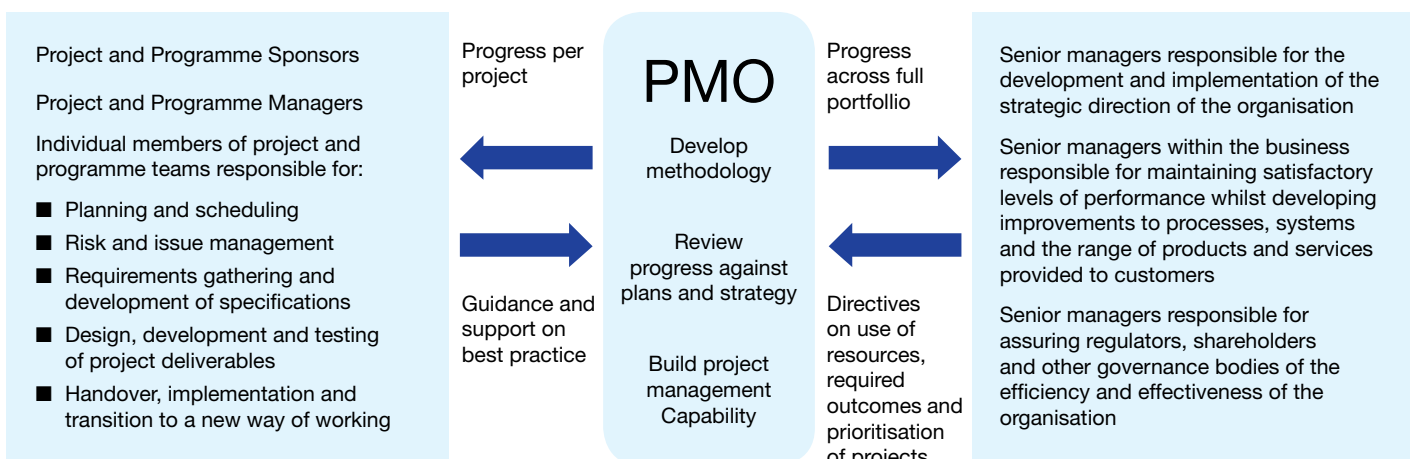 Project and Programme Sponsors
Project and Programme Managers
Individual members of project and
programme teams responsible for:
■ Planning and scheduling
■ Risk and issue management
■ Requirements gathering and
development of specifications
■ Design, development and testing
of project deliverables
■ Handover, implementation and
transition to a new way of working
Progress per
project
Guidance and
support on
best practice
PMO
Develop
methodology
Review
progress against
plans and strategy
Build project
management
Capability
Progress
across full
portfollio
Directives
on use of
resources,
required
outcomes and
prioritisation
of projects
Senior managers responsible for the
development and implementation of the
strategic direction of the organisation
Senior managers within the business
responsible for maintaining satisfactory
levels of performance whilst developing
improvements to processes, systems
and the range of products and services
provided to customers
Senior managers responsible for
assuring regulators, shareholders
and other governance bodies of the
efficiency and effectiveness of the
organisation